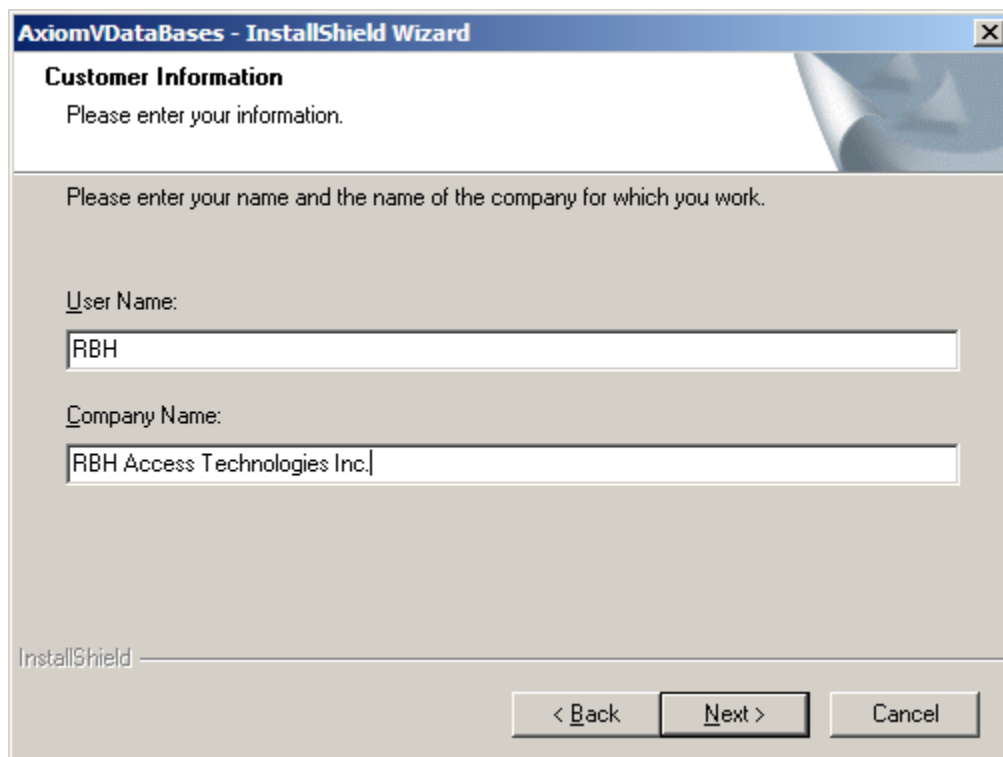 AxiomVDataBases - InstallShield Wizard
Customer Information
Please enter your information.
Please enter your name and the name of the company for which you work.
User Name:
RBH
Company Name:
RBH Access Technologies Inc.
InstallShield
< Back
Next >
Cancel